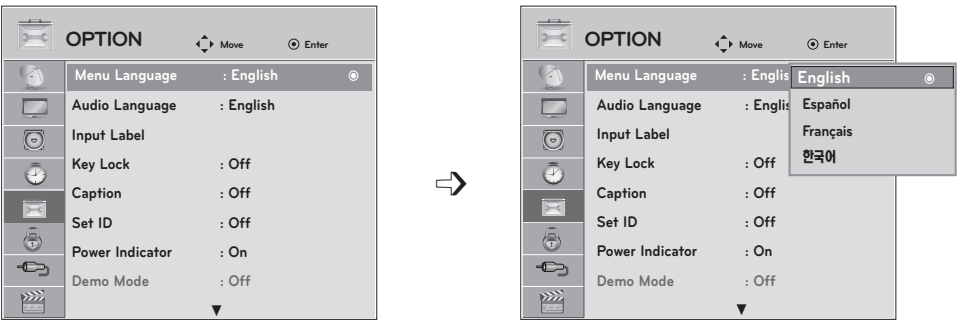 OPTION Move Enter
Menu Language : English
Audio Language : English
Input Label
Key Lock : Off
Caption : Off
Set ID : Off
Power Indicator : On
Demo Mode : Off
OPTION Move Enter
Menu Language : Englis
Audio Language : Englis
Input Label
Key Lock : Off
Caption : Off
Set ID : Off
Power Indicator : On
Demo Mode : Off
English
Español
Français
한국어